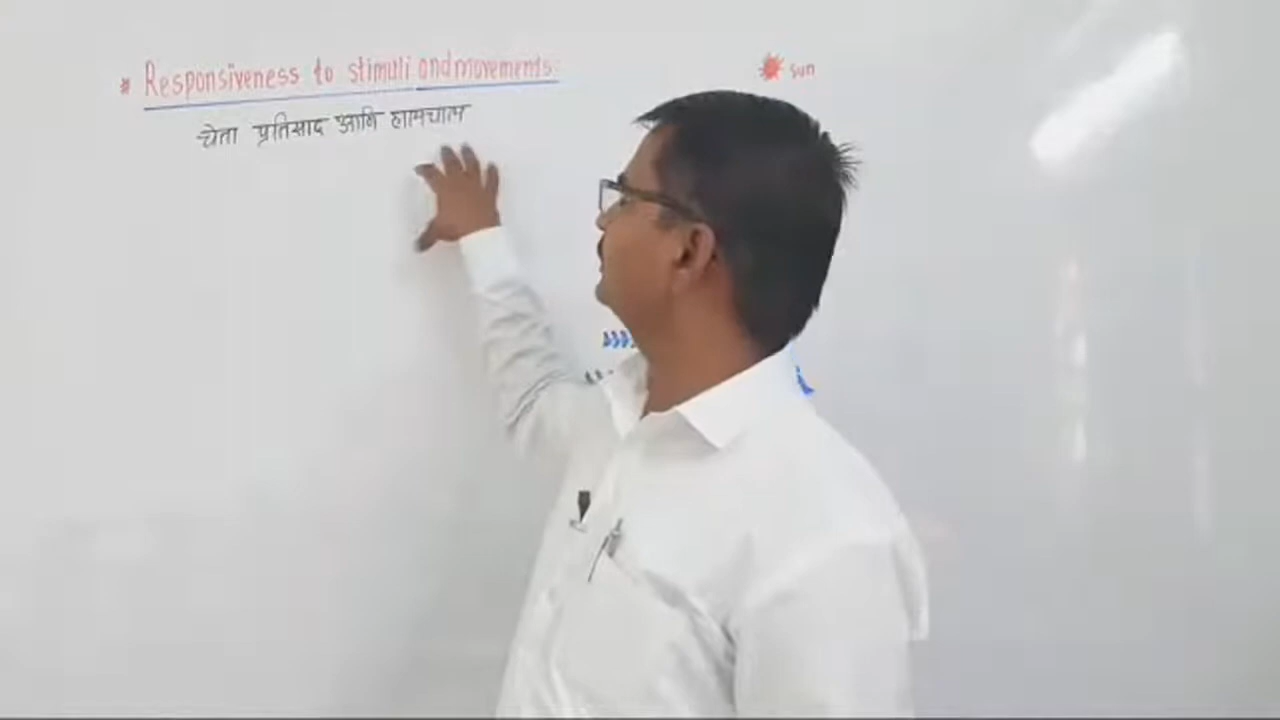 * Responsiveness to stimuli and movements:
चेता प्रतिसाद आणि हालचाल
sun